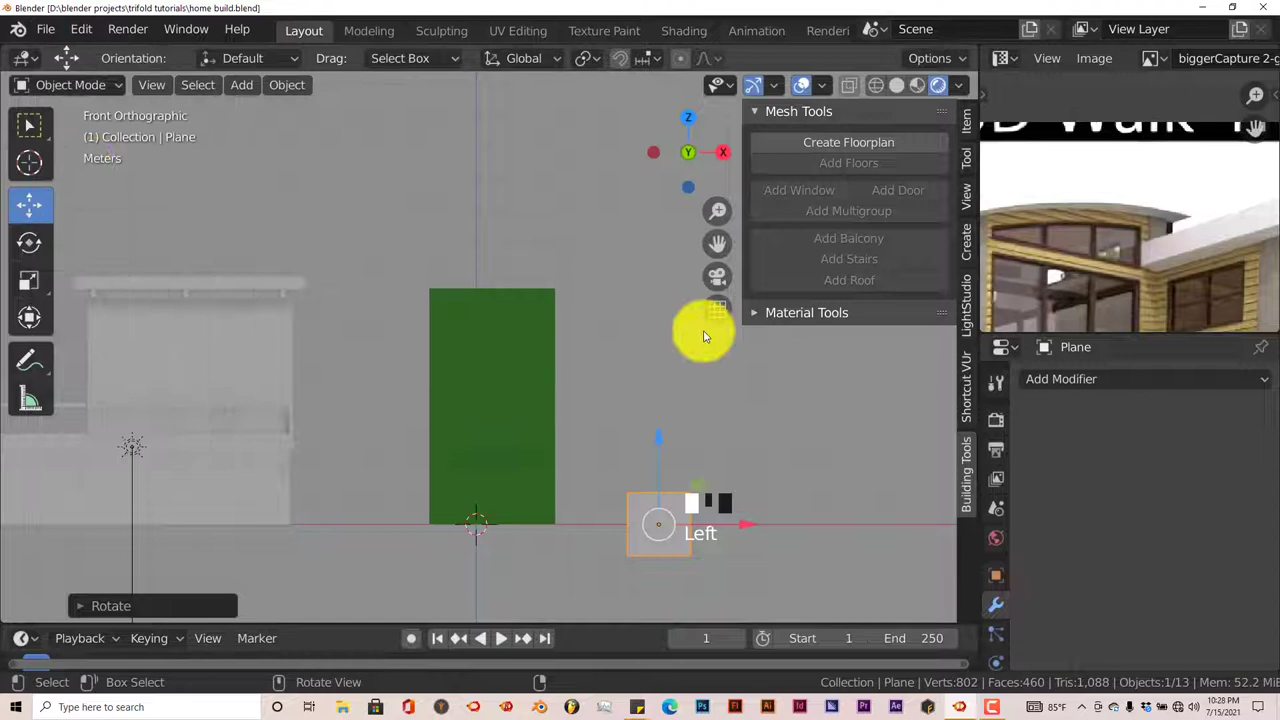 Blender [D:\blender projects\trifold tutorials\home build.blend]
File Edit Render Window Help Layout Modeling Sculpting UV Editing Texture Paint Shading Animation Renderi Scene View Layer
Orientation: Default Drag: Select Box Global Options View Image biggerCapture 2-g
Object Mode View Select Add Object
Front Orthographic
(1) Collection | Plane
Meters
Z
Y X
Mesh Tools
Create Floorplan
Add Floors
Add Window Add Door
Add Multigroup
Add Balcony
Add Stairs
Add Roof
Material Tools
Item
Tool
View
Create
LightStudio
Shortcut VUr
Building Tools
Plane
Add Modifier
Left
Rotate
Playback Keying View Marker 1 Start 1 End 250
Select Box Select Rotate View Collection | Plane Verts:802 | Faces:460 | Tris:1,088 | Objects:1/13 | Mem: 52.2 MiB
Type here to search 85°F 10:28 PM
7/15/2021